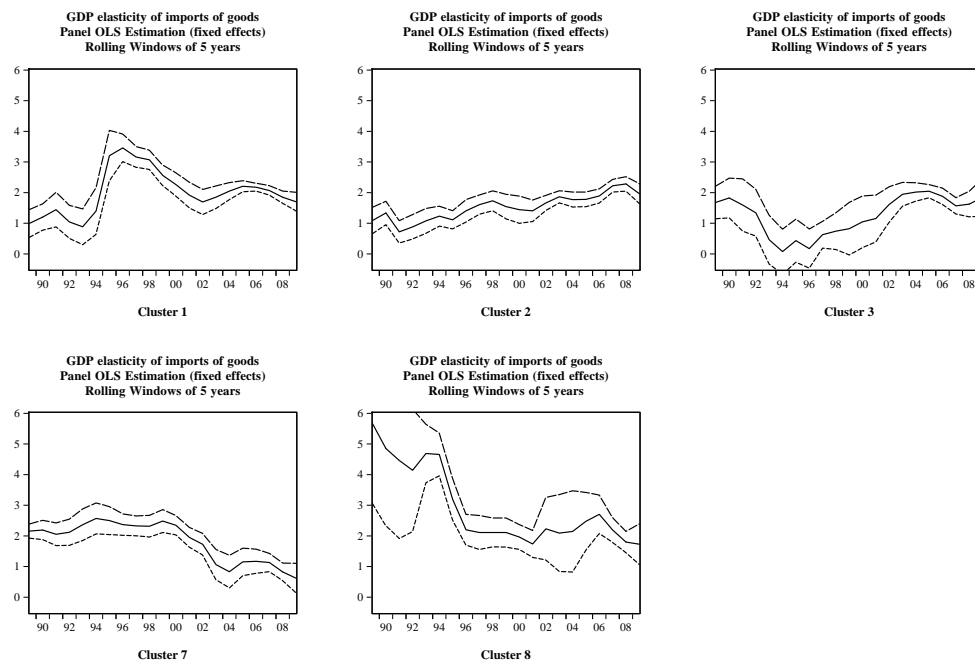 GDP elasticity of imports of goods
Panel OLS Estimation (fixed effects)
Rolling Windows of 5 years
6
5
4
3
2
1
0
90 92 94 96 98 00 02 04 06 08
Cluster 1
GDP elasticity of imports of goods
Panel OLS Estimation (fixed effects)
Rolling Windows of 5 years
6
5
4
3
2
1
0
90 92 94 96 98 00 02 04 06 08
Cluster 2
GDP elasticity of imports of goods
Panel OLS Estimation (fixed effects)
Rolling Windows of 5 years
6
5
4
3
2
1
0
90 92 94 96 98 00 02 04 06 08
Cluster 3
GDP elasticity of imports of goods
Panel OLS Estimation (fixed effects)
Rolling Windows of 5 years
6
5
4
3
2
1
0
90 92 94 96 98 00 02 04 06 08
Cluster 7
GDP elasticity of imports of goods
Panel OLS Estimation (fixed effects)
Rolling Windows of 5 years
6
5
4
3
2
1
0
90 92 94 96 98 00 02 04 06 08
Cluster 8